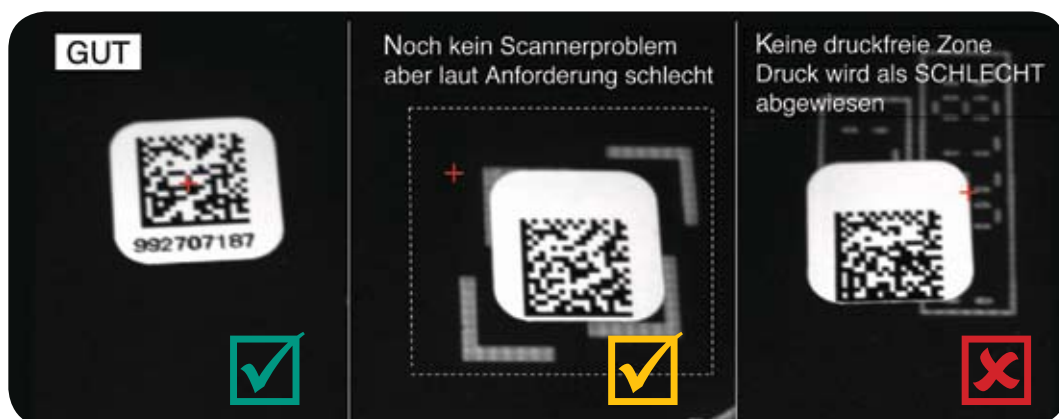 GUT
992707187
Noch kein Scannerproblem
aber laut Anforderung schlecht
Keine druckfreie Zone
Druck wird als SCHLECHT
abgewiesen